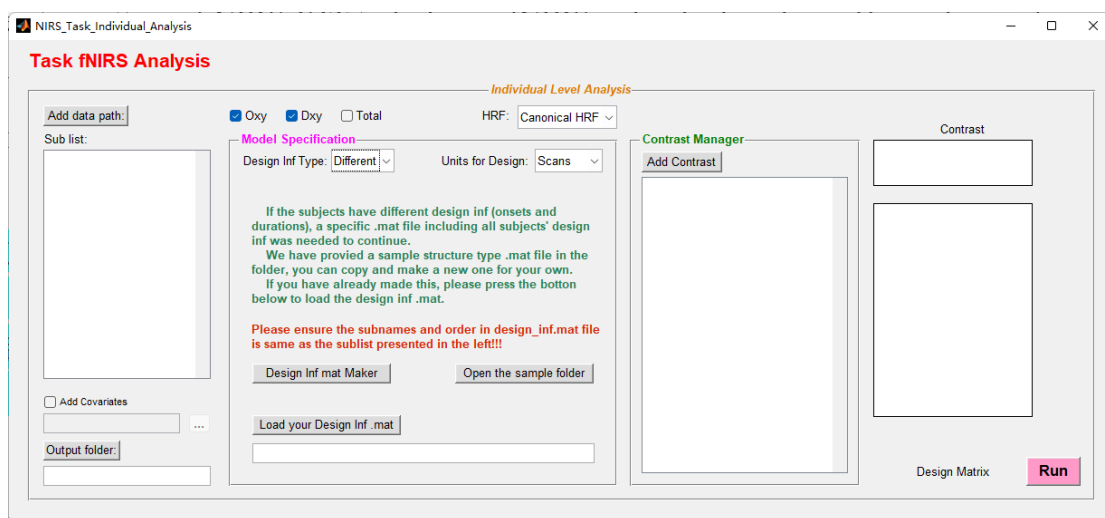 NIRS_Task_Individual_Analysis
Task fNIRS Analysis
Individual Level Analysis
Add data path:
Oxy
Dxy
Total
HRF:
Canonical HRF
Sub list:
Model Specification
Design Inf Type:
Different
Units for Design:
Scans
If the subjects have different design inf (onsets and
durations), a specific .mat file including all subjects' design
inf was needed to continue.
We have provied a sample structure type .mat file in the
folder, you can copy and make a new one for your own.
If you have already made this, please press the botton
below to load the design inf .mat.
Please ensure the subnames and order in design_inf.mat file
is same as the sublist presented in the left!!!
Design Inf mat Maker
Open the sample folder
Load your Design Inf .mat
Add Covariates
...
Output folder:
Contrast Manager
Add Contrast
Contrast
Design Matrix
Run